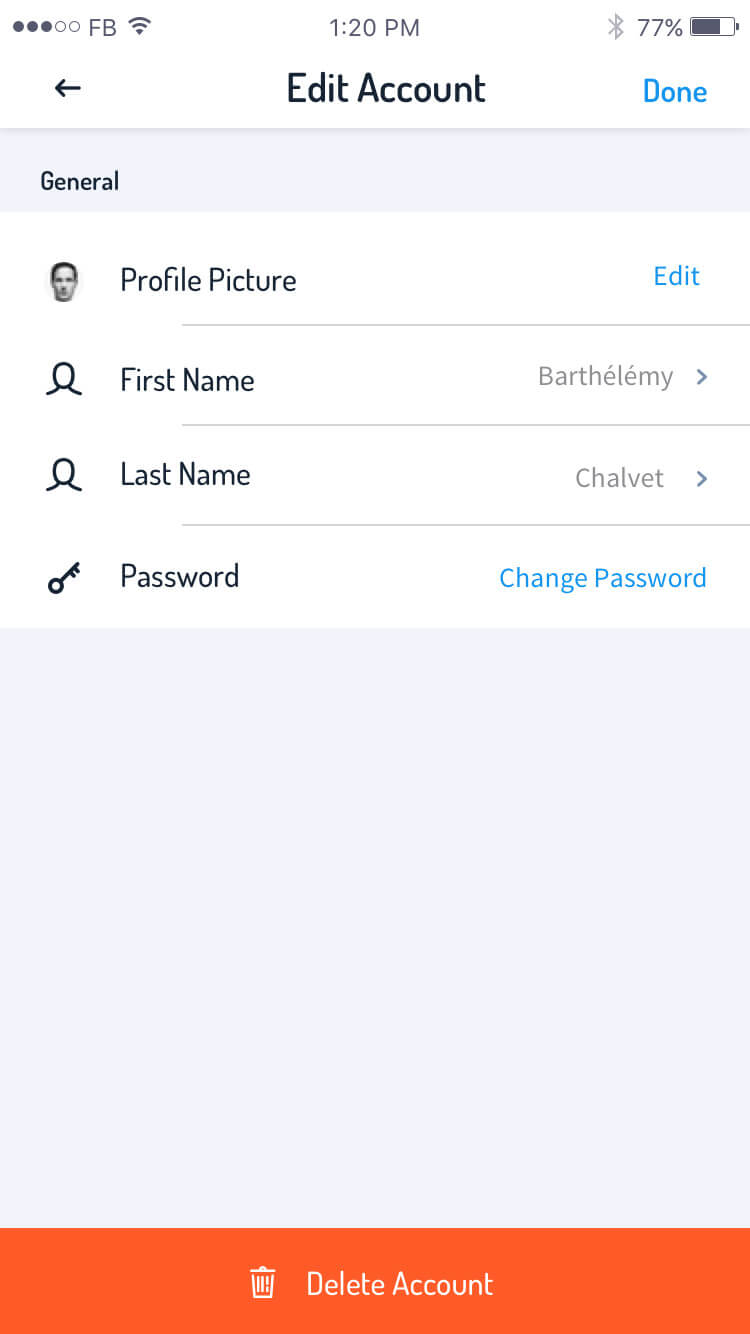 FB 1:20 PM 77%
Edit Account Done
General
Profile Picture Edit
First Name Barthélémy
Last Name Chalvet
Password Change Password
Delete Account